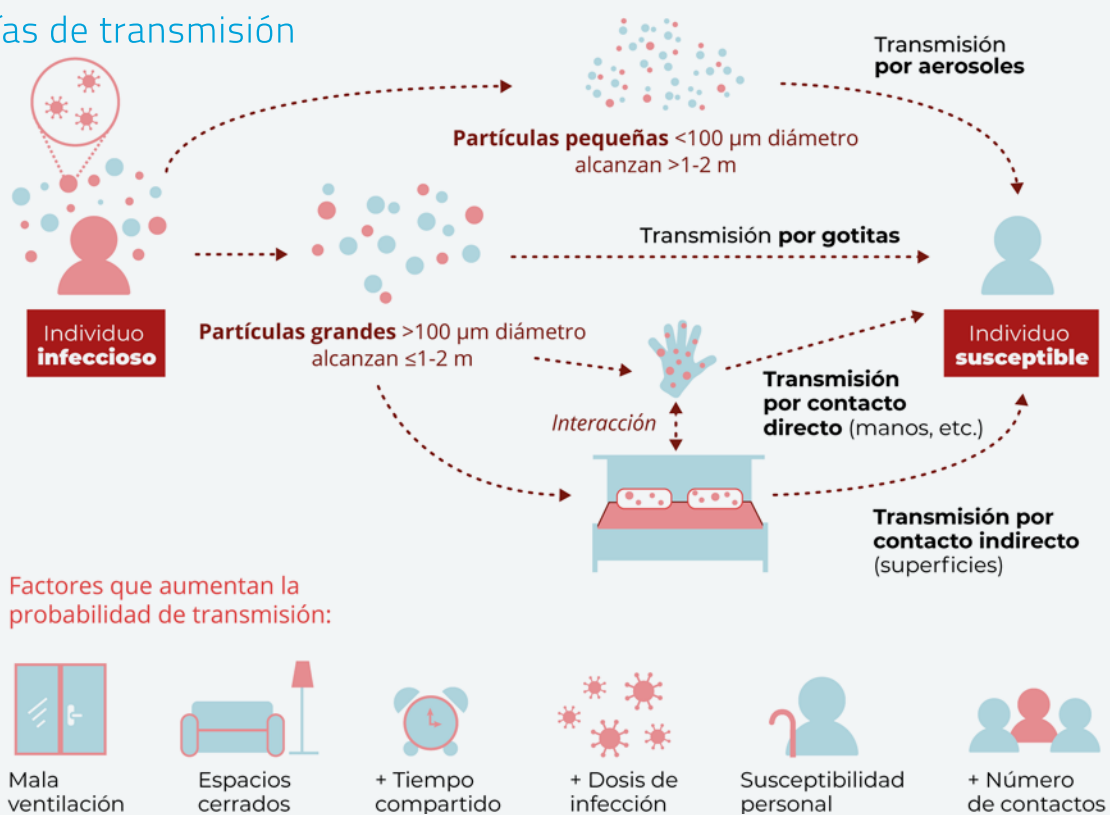 ías de transmisión
Transmisión
por aerosoles
Partículas pequeñas <100 μm diámetro
alcanzan >1-2 m
Transmisión por gotitas
Individuo
infeccioso
Partículas grandes >100 μm diámetro
alcanzan ≤1-2 m
Individuo
susceptible
Transmisión
por contacto
directo (manos, etc.)
Interacción
Transmisión por
contacto indirecto
(superficies)
Factores que aumentan la
probabilidad de transmisión:
Mala
ventilación
Espacios
cerrados
+ Tiempo
compartido
+ Dosis de
infección
Susceptibilidad
personal
+ Número
de contactos